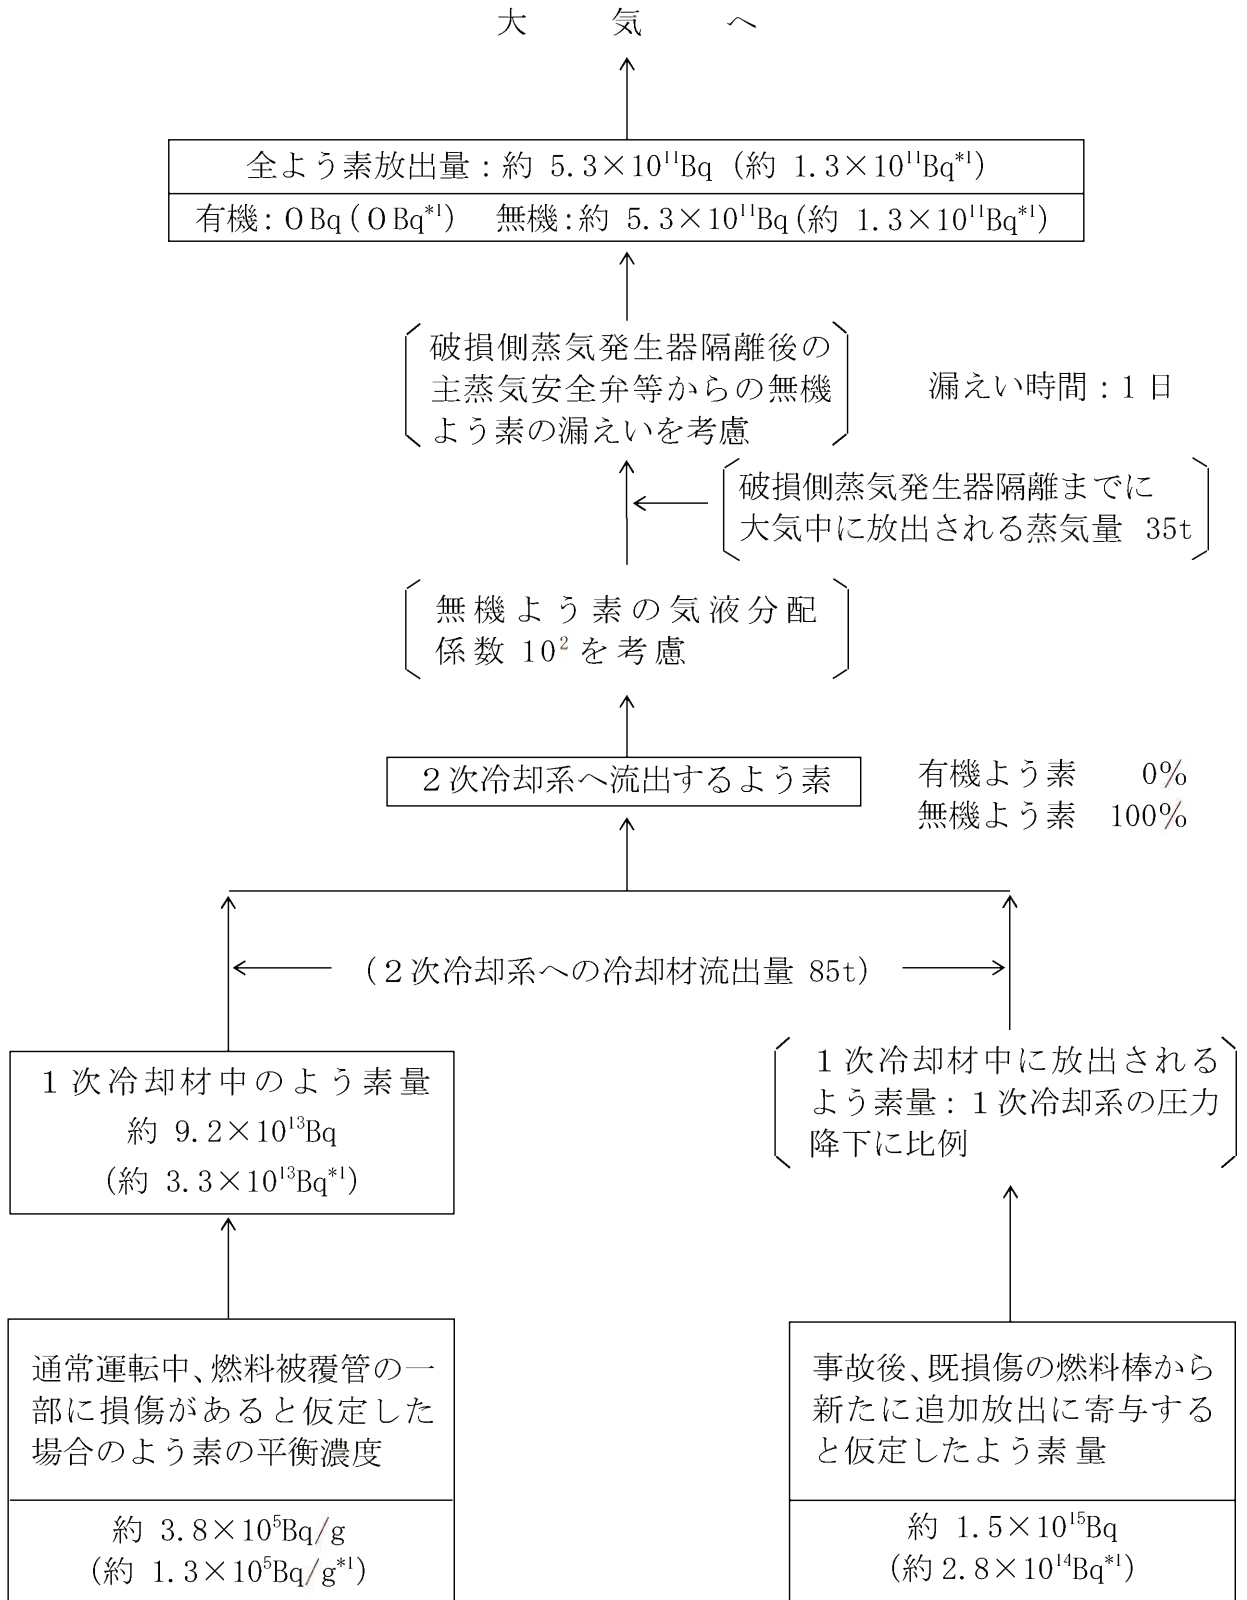 大気へ
全よう素放出量：約 5.3×10¹¹Bq (約 1.3×10¹¹Bq*¹)
有機：0Bq(0Bq*¹) 無機：約 5.3×10¹¹Bq(約 1.3×10¹¹Bq*¹)
破損側蒸気発生器隔離後の
主蒸気安全弁等からの無機
よう素の漏えいを考慮
漏えい時間：1日
破損側蒸気発生器隔離までに
大気中に放出される蒸気量 35t
無機よう素の気液分配
係数 10²を考慮
2次冷却系へ流出するよう素
有機よう素 0%
無機よう素 100%
(2次冷却系への冷却材流出量 85t)
1次冷却材中のよう素量
約 9.2×10¹³Bq
(約 3.3×10¹³Bq*¹)
1次冷却材中に放出される
よう素量：1次冷却系の圧力
降下に比例
通常運転中、燃料被覆管の一
部に損傷があると仮定した
場合のよう素の平衡濃度
約 3.8×10⁵Bq/g
(約 1.3×10⁵Bq/g*¹)
事故後、既損傷の燃料棒から
新たに追加放出に寄与する
と仮定したよう素量
約 1.5×10¹⁵Bq
(約2.8×10¹⁴Bq*¹)